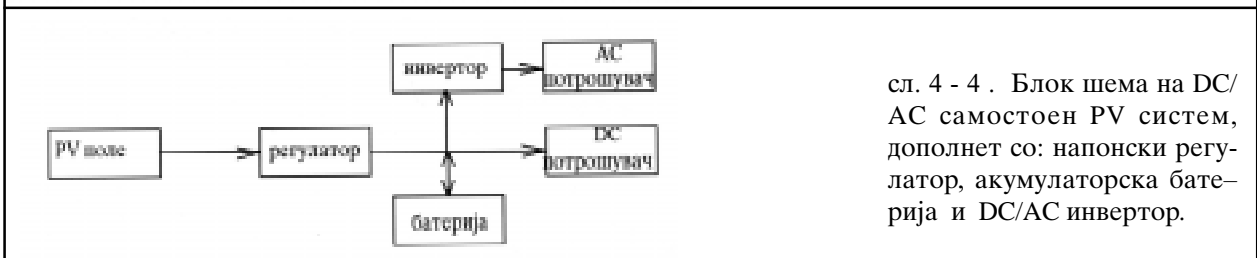 инвертор
AC
потрошувач
PV поле
регулатор
DC
потрошувач
батерија
сл. 4 - 4 . Блок шема на DC/
AC самостоен PV систем,
дополнет со: напонски регу-
латор, акумулаторска бате–
рија и DC/AC инвертор.